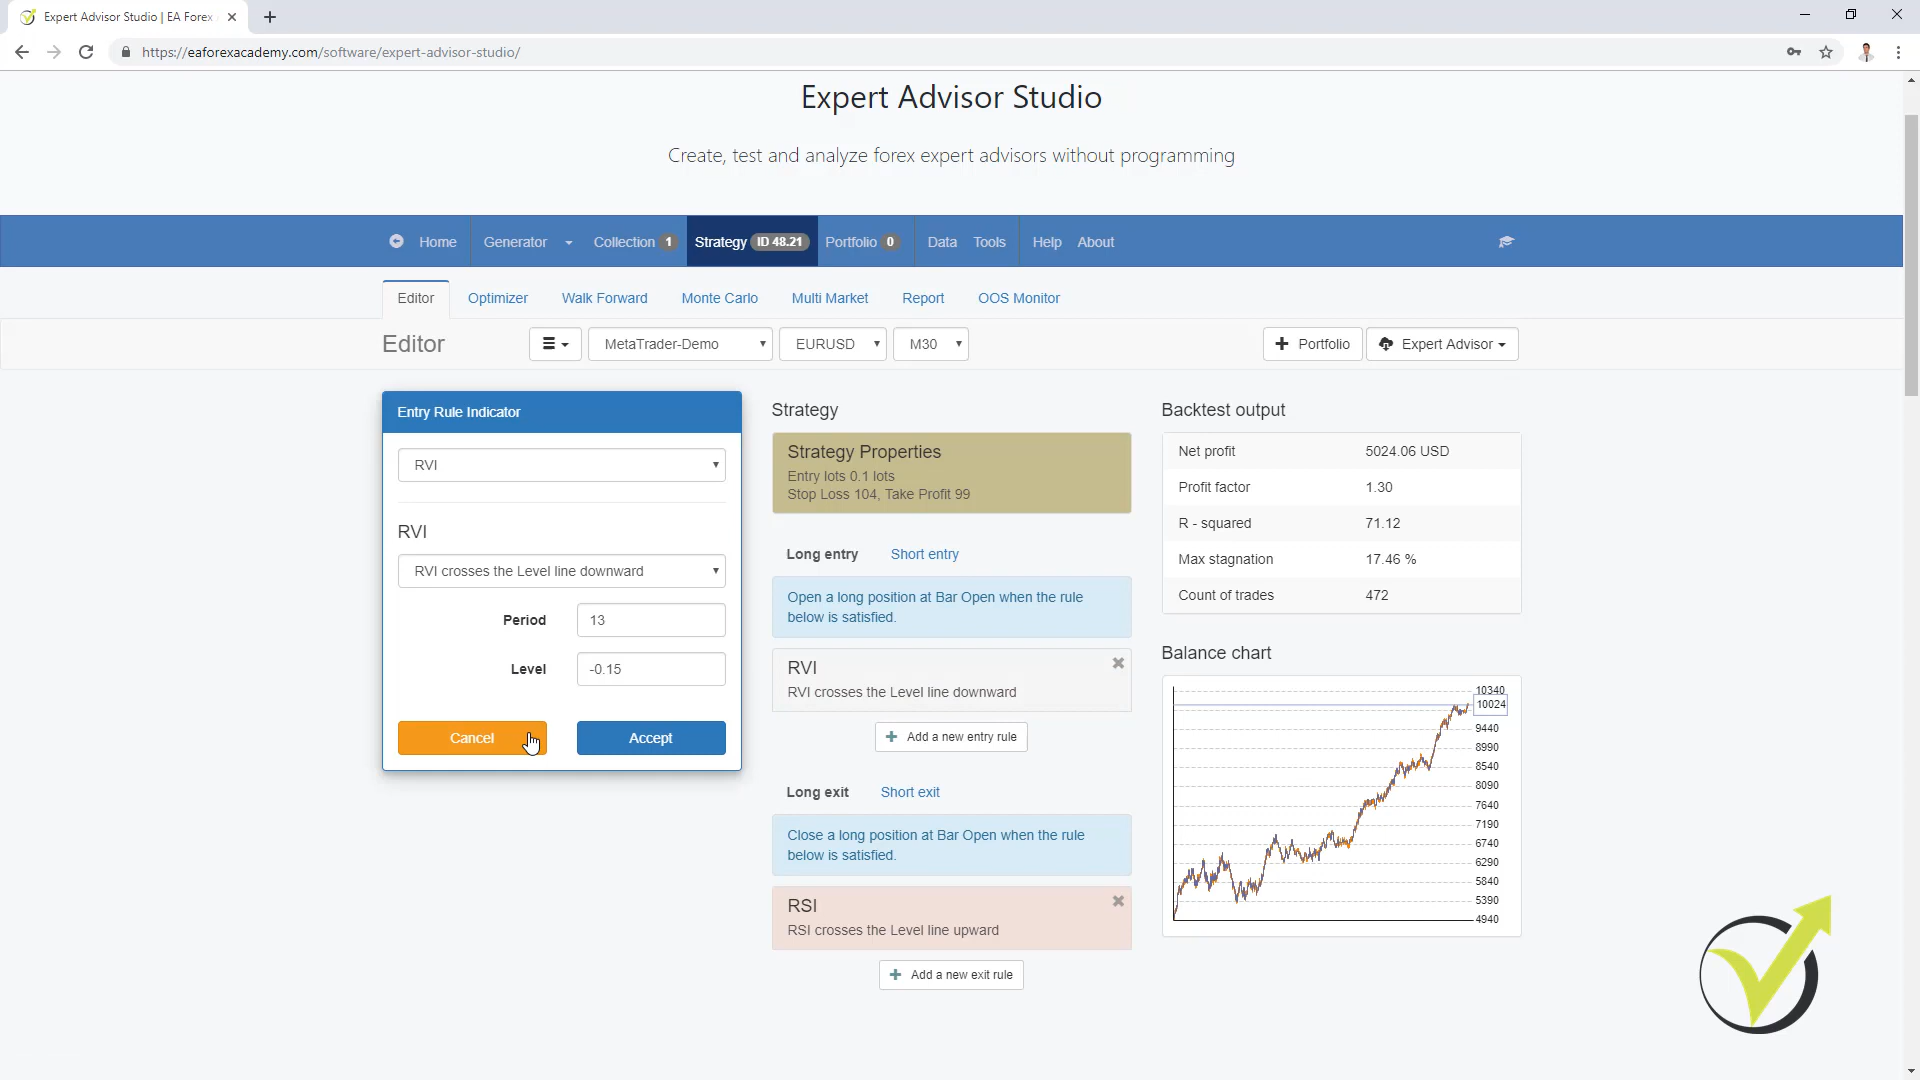 Expert Advisor Studio | EA Forex
https://eaforexacademy.com/software/expert-advisor-studio/
Expert Advisor Studio
Create, test and analyze forex expert advisors without programming
Home Generator Collection 1 Strategy ID 48.21 Portfolio 0 Data Tools Help About
Editor Optimizer Walk Forward Monte Carlo Multi Market Report OOS Monitor
Editor MetaTrader-Demo EURUSD M30 Portfolio Expert Advisor
Entry Rule Indicator
RVI
RVI
RVI crosses the Level line downward
Period 13
Level -0.15
Cancel Accept
Strategy
Strategy Properties
Entry lots 0.1 lots
Stop Loss 104, Take Profit 99
Long entry Short entry
Open a long position at Bar Open when the rule
below is satisfied.
RVI
RVI crosses the Level line downward
Add a new entry rule
Long exit Short exit
Close a long position at Bar Open when the rule
below is satisfied.
RSI
RSI crosses the Level line upward
Add a new exit rule
Backtest output
Net profit 5024.06 USD
Profit factor 1.30
R - squared 71.12
Max stagnation 17.46 %
Count of trades 472
Balance chart
10340
10024
9440
8990
8540
8090
7640
7190
6740
6290
5840
5390
4940